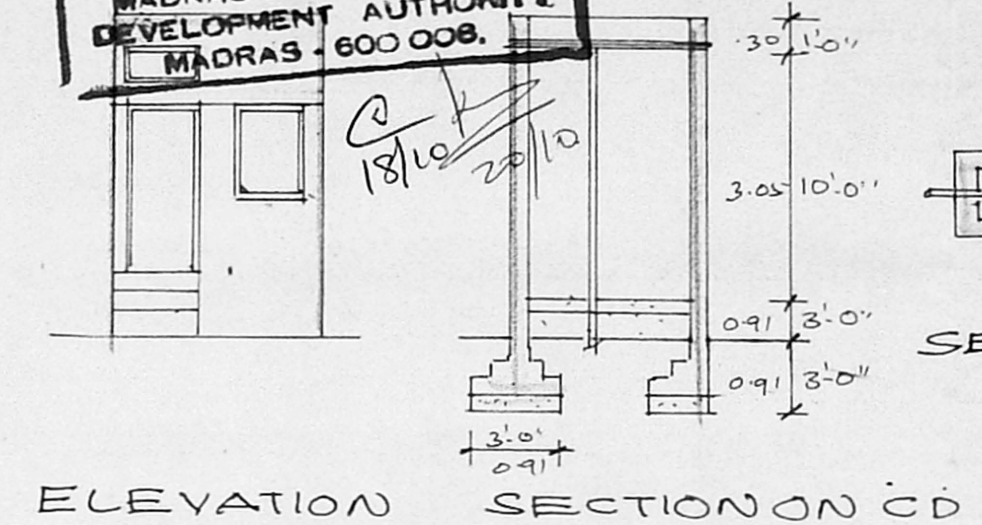 DEVELOPMENT AUTHORITY
MADRAS - 600 008.
18/10
20/10
.30 1'-0"
3.05 10'-0"
0.91 3'-0"
0.91 3'-0"
3'-0"
0.91
SE
ELEVATION
SECTION ON CD